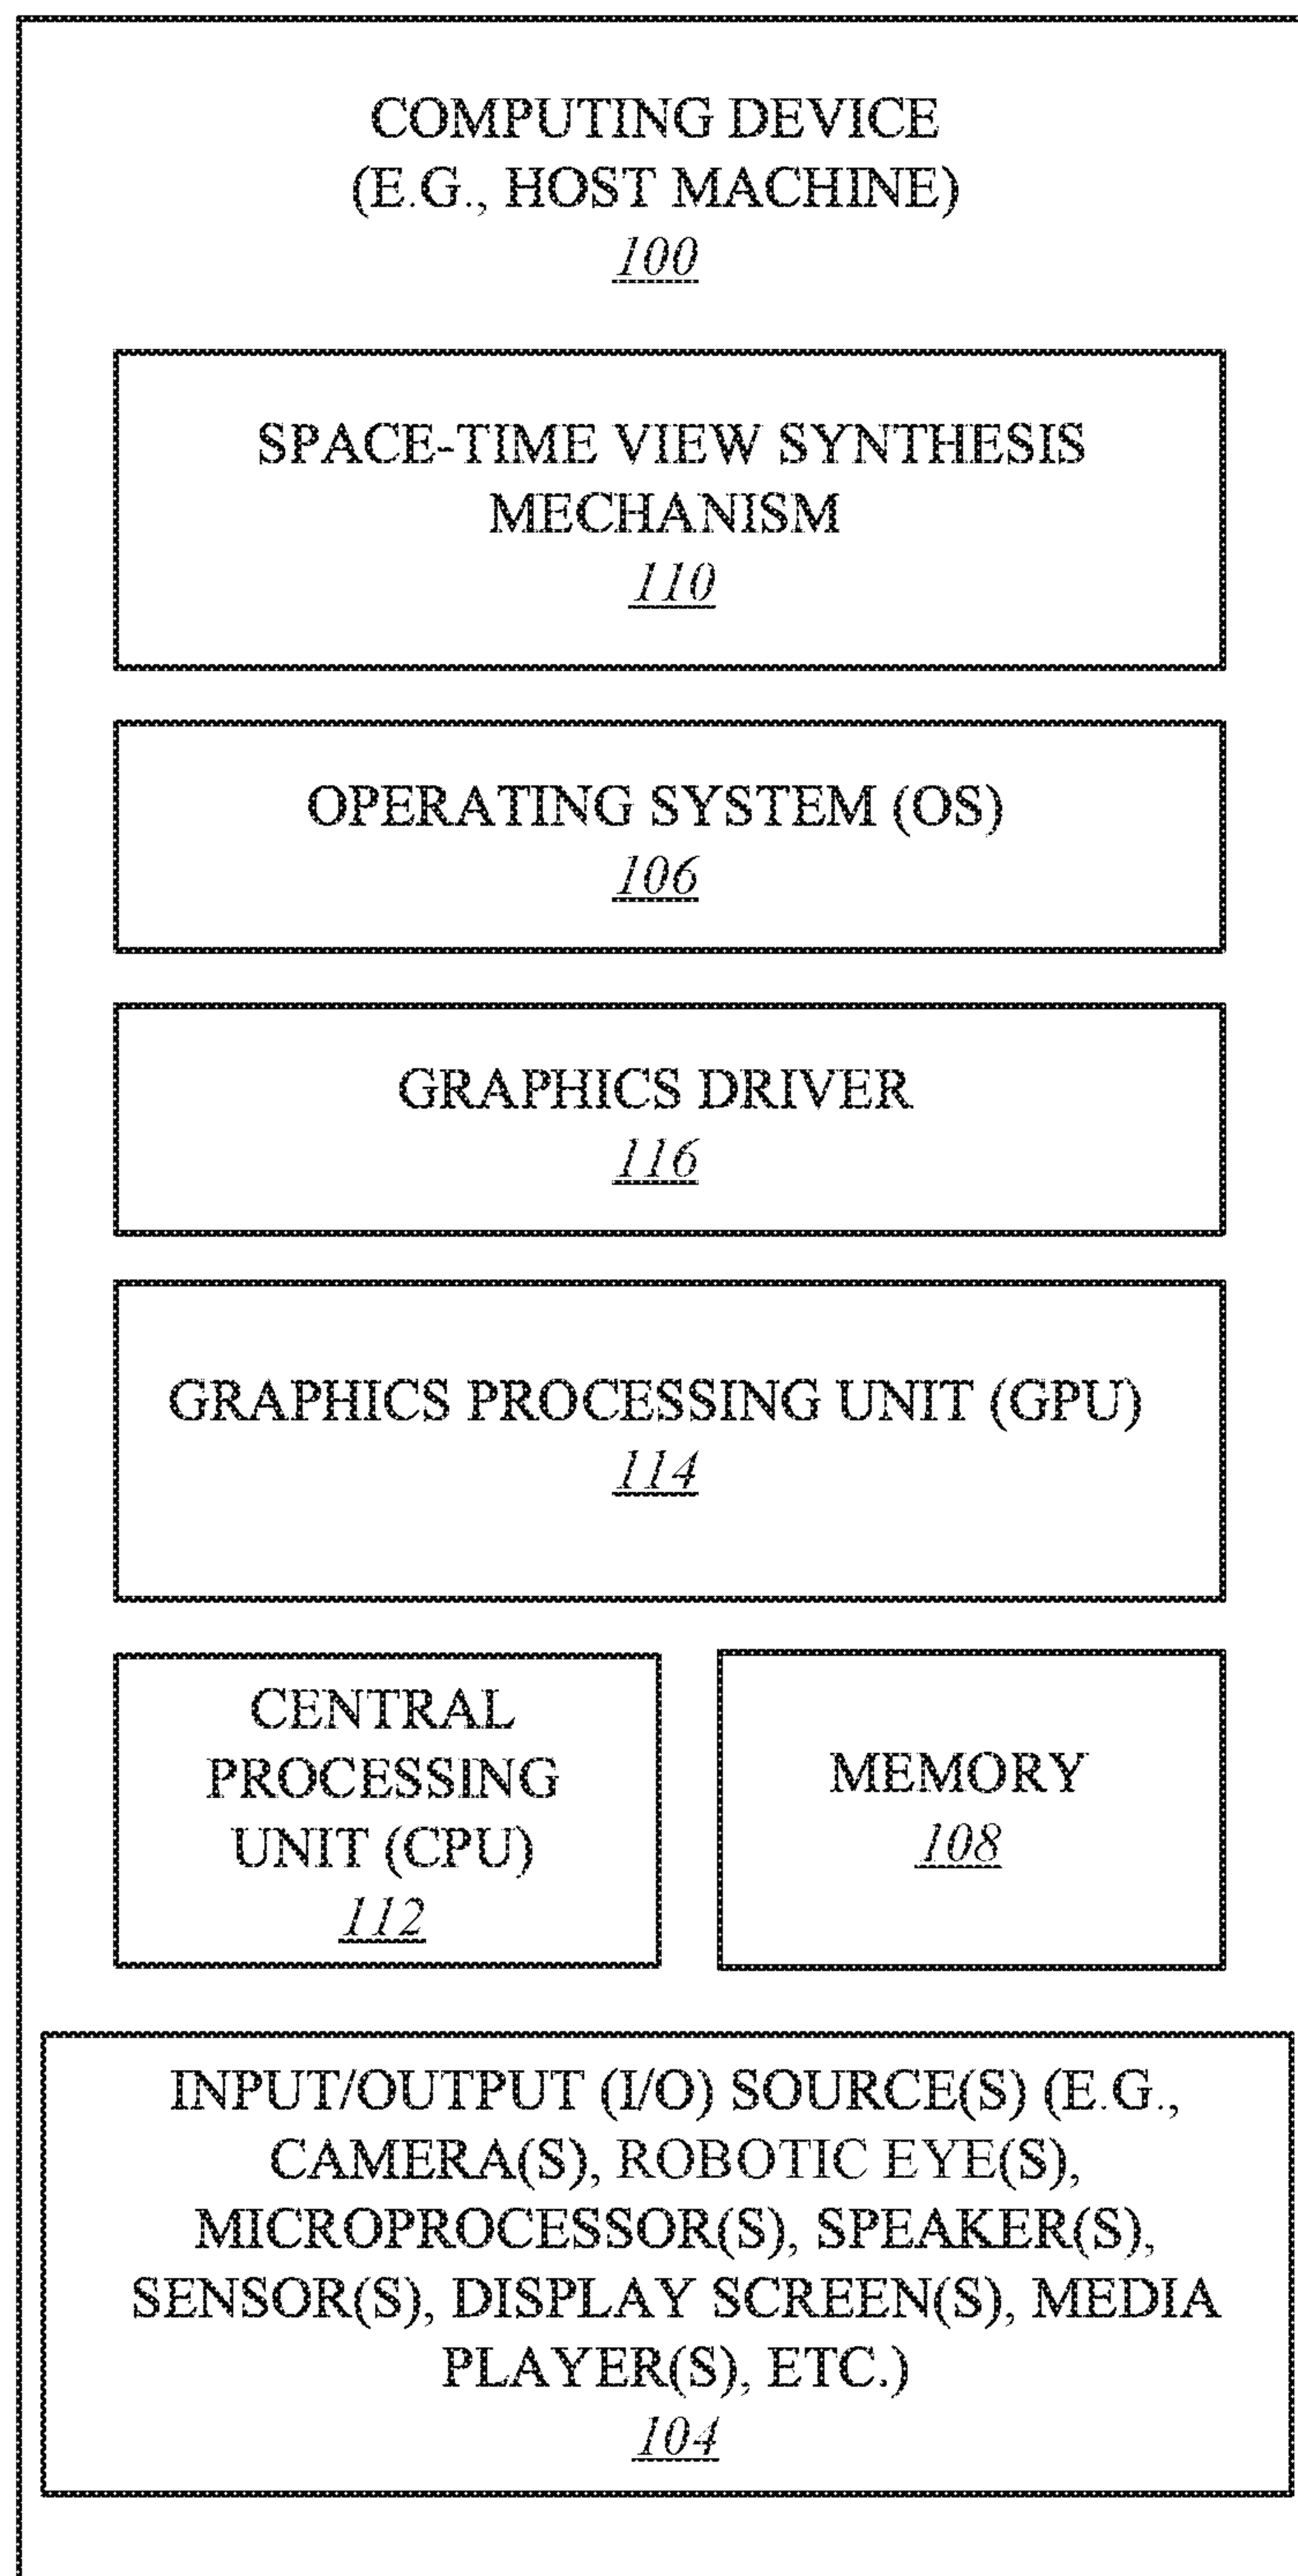 COMPUTING DEVICE
(E.G., HOST MACHINE)
100
SPACE-TIME VIEW SYNTHESIS
MECHANISM
110
OPERATING SYSTEM (OS)
106
GRAPHICS DRIVER
116
GRAPHICS PROCESSING UNIT (GPU)
114
CENTRAL
PROCESSING
UNIT (CPU)
112
MEMORY
108
INPUT/OUTPUT (I/O) SOURCE(S) (E.G.,
CAMERA(S), ROBOTIC EYE(S),
MICROPROCESSOR(S), SPEAKER(S),
SENSOR(S), DISPLAY SCREEN(S), MEDIA
PLAYER(S), ETC.)
104